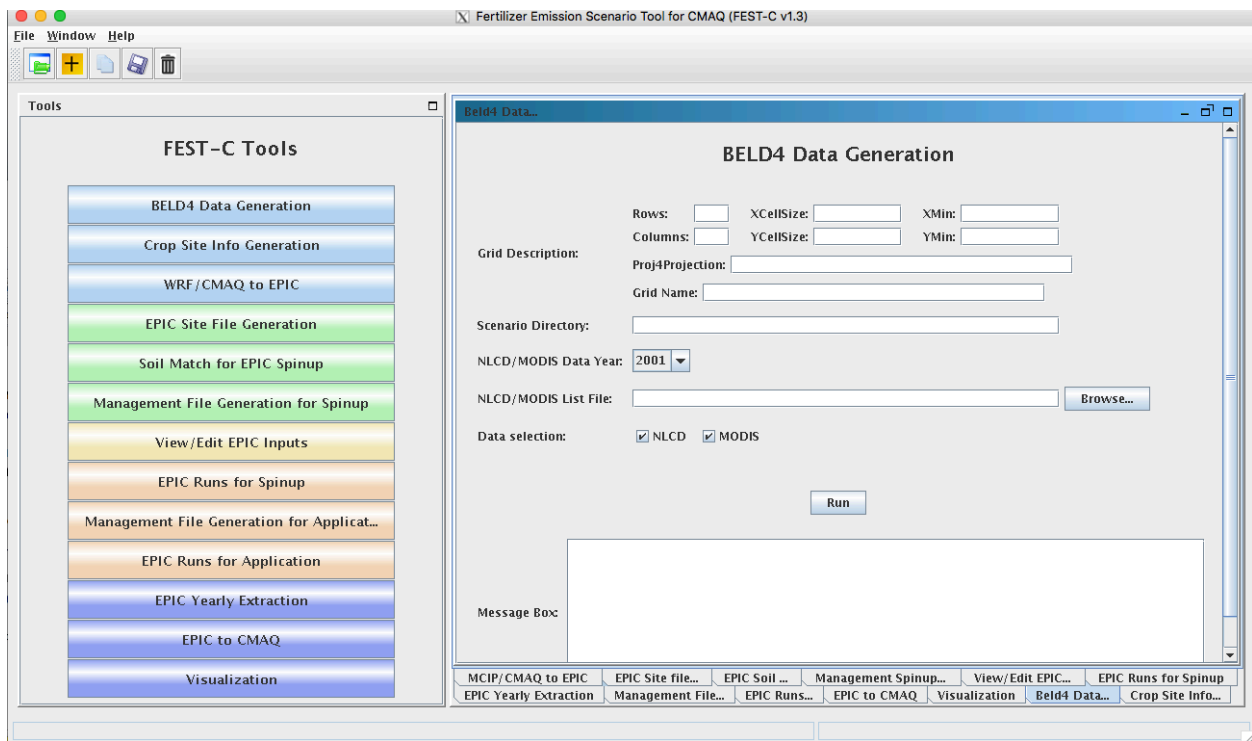 X Fertilizer Emission Scenario Tool for CMAQ (FEST-C v1.3)
File Window Help
Tools
FEST-C Tools
BELD4 Data Generation
Crop Site Info Generation
WRF/CMAQ to EPIC
EPIC Site File Generation
Soil Match for EPIC Spinup
Management File Generation for Spinup
View/Edit EPIC Inputs
EPIC Runs for Spinup
Management File Generation for Applicat...
EPIC Runs for Application
EPIC Yearly Extraction
EPIC to CMAQ
Visualization
Beld4 Data...
BELD4 Data Generation
Grid Description:
Rows: XCellSize: XMin:
Columns: YCellSize: YMin:
Proj4Projection:
Grid Name:
Scenario Directory:
NLCD/MODIS Data Year: 2001
NLCD/MODIS List File: Browse...
Data selection: NLCD MODIS
Run
Message Box:
MCIP/CMAQ to EPIC EPIC Site file... EPIC Soil ... Management Spinup... View/Edit EPIC... EPIC Runs for Spinup
EPIC Yearly Extraction Management File... EPIC Runs... EPIC to CMAQ Visualization Beld4 Data... Crop Site Info...